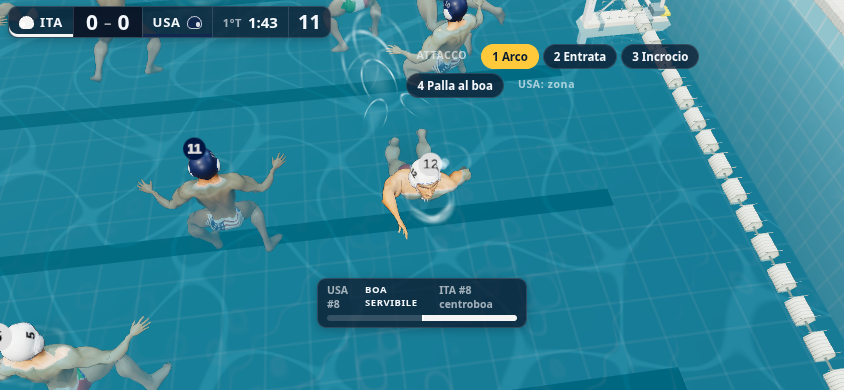 ITA 0 – 0 USA 1°T 1:43 11
ATTACCO 1 Arco 2 Entrata 3 Incrocio
4 Palla al boa USA: zona
11
12
USA #8 BOA SERVIBILE ITA #8 centroboa
5